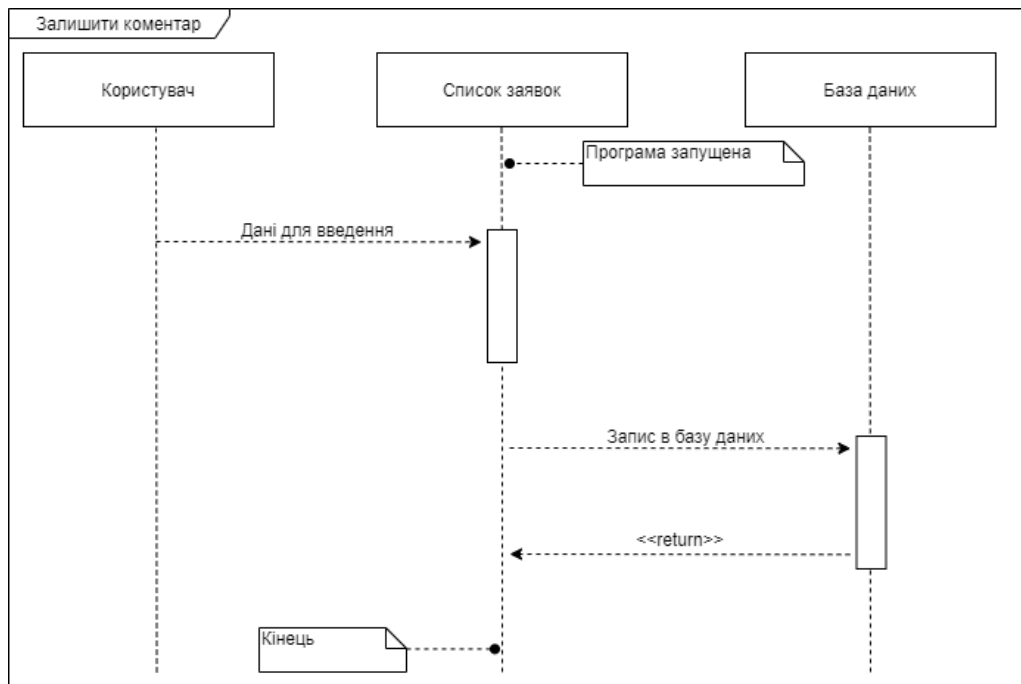 Залишити коментар
Користувач
Список заявок
База даних
Програма запущена
Дані для введення
Запис в базу даних
<<return>>
Кінець